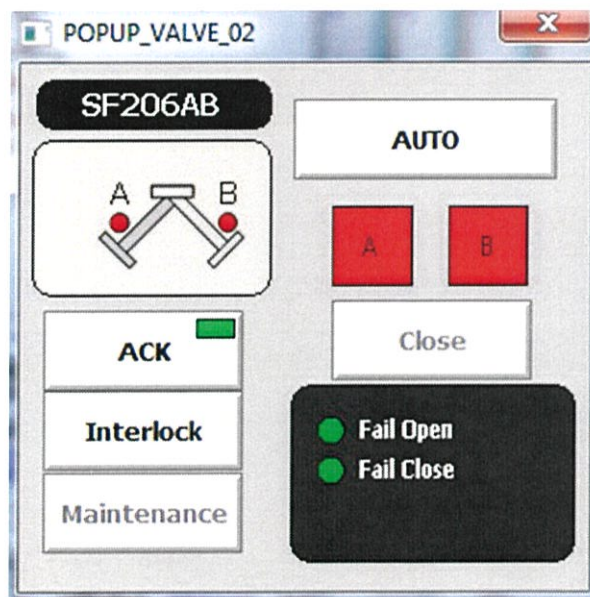 POPUP_VALVE_02
SF206AB
AUTO
A B
A B
ACK
Close
Interlock
Fail Open
Fail Close
Maintenance